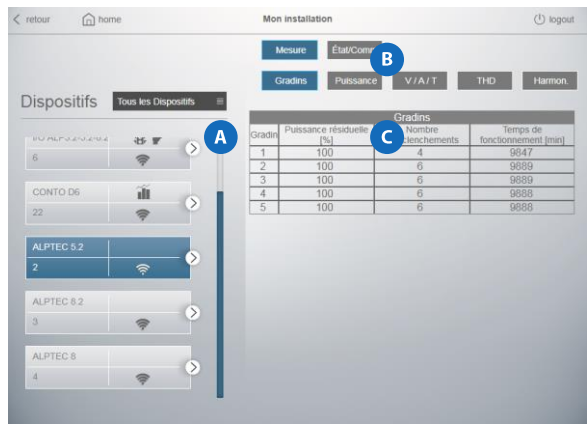 retour
home
Mon installation
logout
Mesure
État/Comm
B
Gradins
Puissance
V / A / T
THD
Harmon.
Dispositifs
Tous les Dispositifs
A
6
CONTO D6
22
ALPTEC 5.2
2
ALPTEC 8.2
3
ALPTEC 8
4
Gradins
Gradin Puissance résiduelle [%] C Nombre Temps de fonctionnement [min]
1 100 4 9847
2 100 6 9889
3 100 6 9889
4 100 6 9888
5 100 6 9888